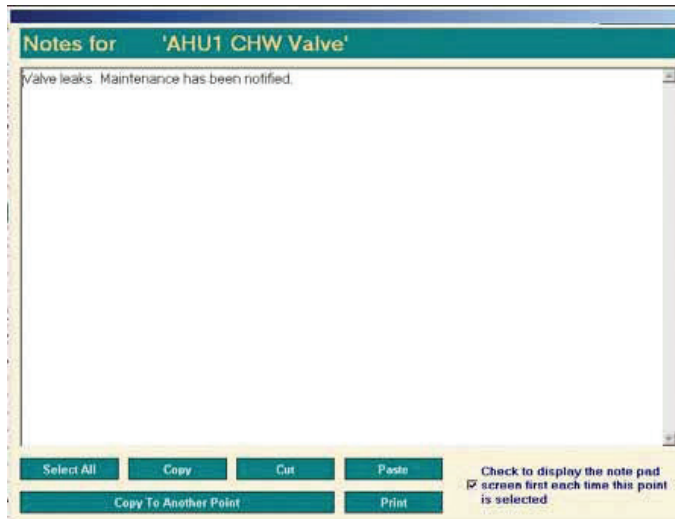 Notes for 'AHU1 CHW Valve'
Valve leaks. Maintenance has been notified.
Select All Copy Cut Paste
Copy To Another Point Print
Check to display the note pad
screen first each time this point
is selected